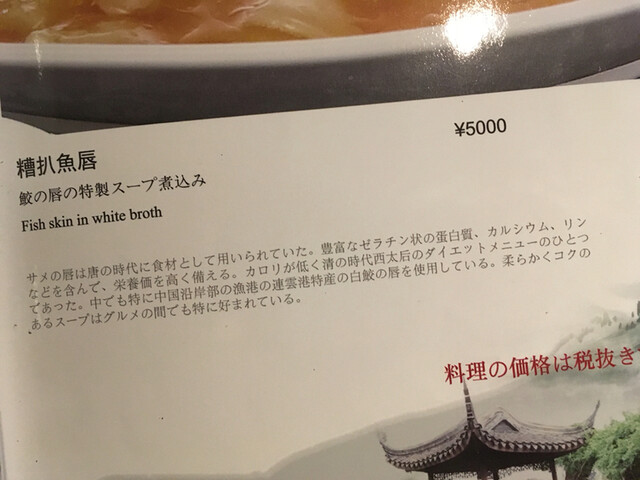 ¥5000
糟扒魚唇
鮫の唇の特製スープ煮込み
Fish skin in white broth
サメの唇は唐の時代に食材として用いられていた。豊富なゼラチン状の蛋白質、カルシウム、リン
などを含んで、栄養価を高く備える。カロリが低く清の時代西太后のダイエットメニューのひとつ
であった。中でも特に中国沿岸部の漁港の連雲港特産の白鮫の唇を使用している。柔らかくコクの
あるスープはグルメの間でも特に好まれている。
料理の価格は税抜き